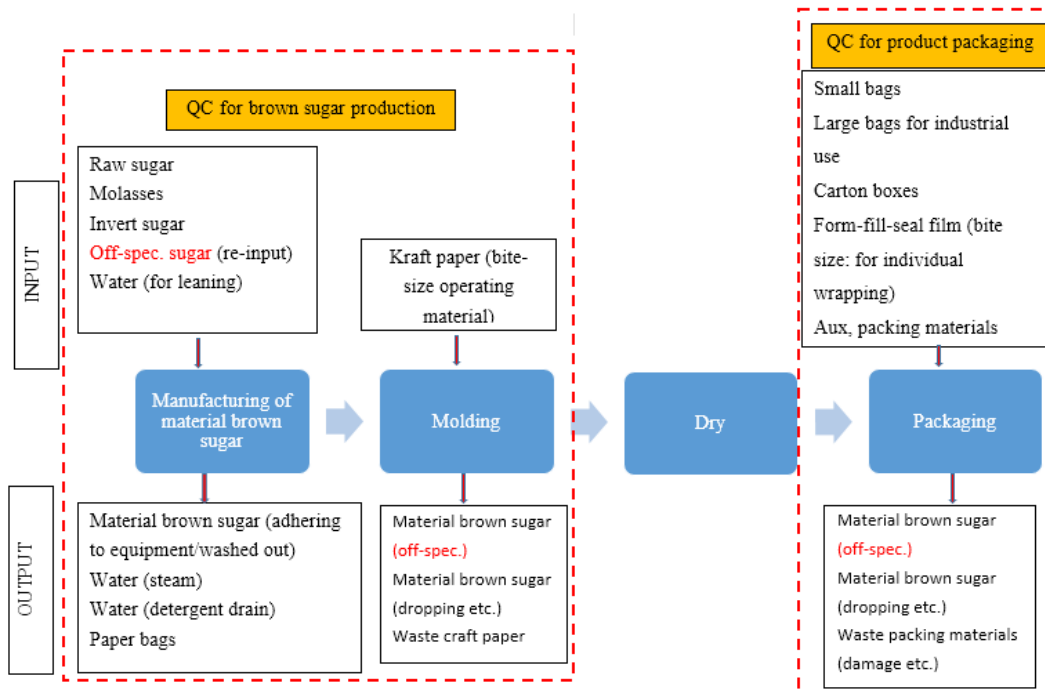 QC for product packaging
QC for brown sugar production
INPUT
Raw sugar
Molasses
Invert sugar
Off-spec. sugar (re-input)
Water (for leaning)
Kraft paper (bite-
size operating
material)
Small bags
Large bags for industrial
use
Carton boxes
Form-fill-seal film (bite
size: for individual
wrapping)
Aux, packing materials
Manufacturing of
material brown
sugar
Molding
Dry
Packaging
OUTPUT
Material brown sugar (adhering
to equipment/washed out)
Water (steam)
Water (detergent drain)
Paper bags
Material brown sugar
(off-spec.)
Material brown sugar
(dropping etc.)
Waste craft paper
Material brown sugar
(off-spec.)
Material brown sugar
(dropping etc.)
Waste packing materials
(damage etc.)